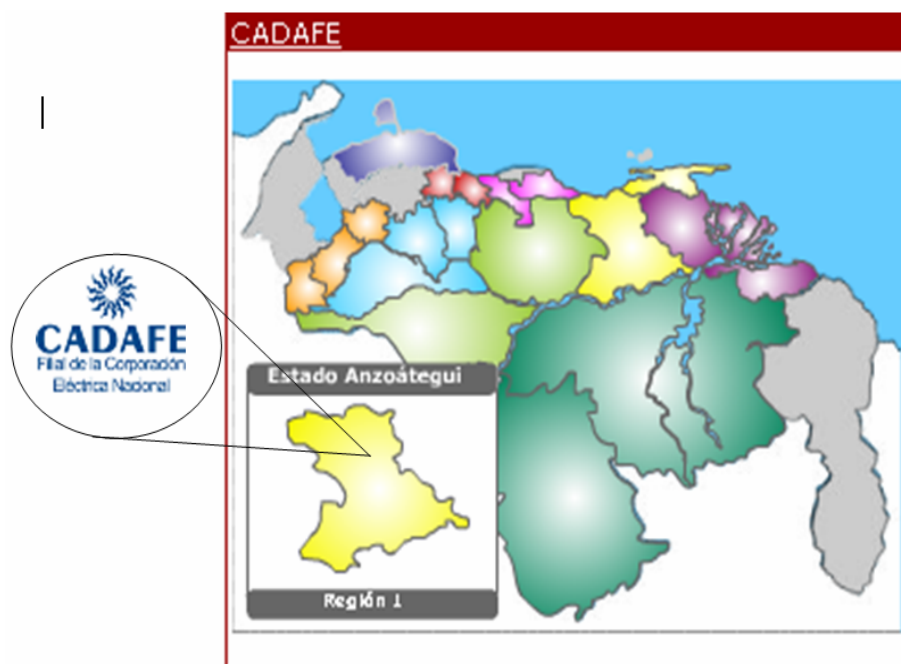 CADAFE
CADAFE
Filial de la Corporación
Eléctrica Nacional
Estado Anzoátegui
Región 1